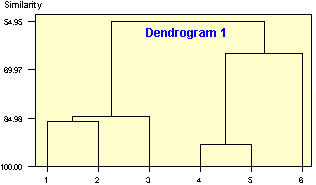 Similarity
54.95
Dendrogram 1
69.97
84.98
100.00
1 2 3 4 5 6